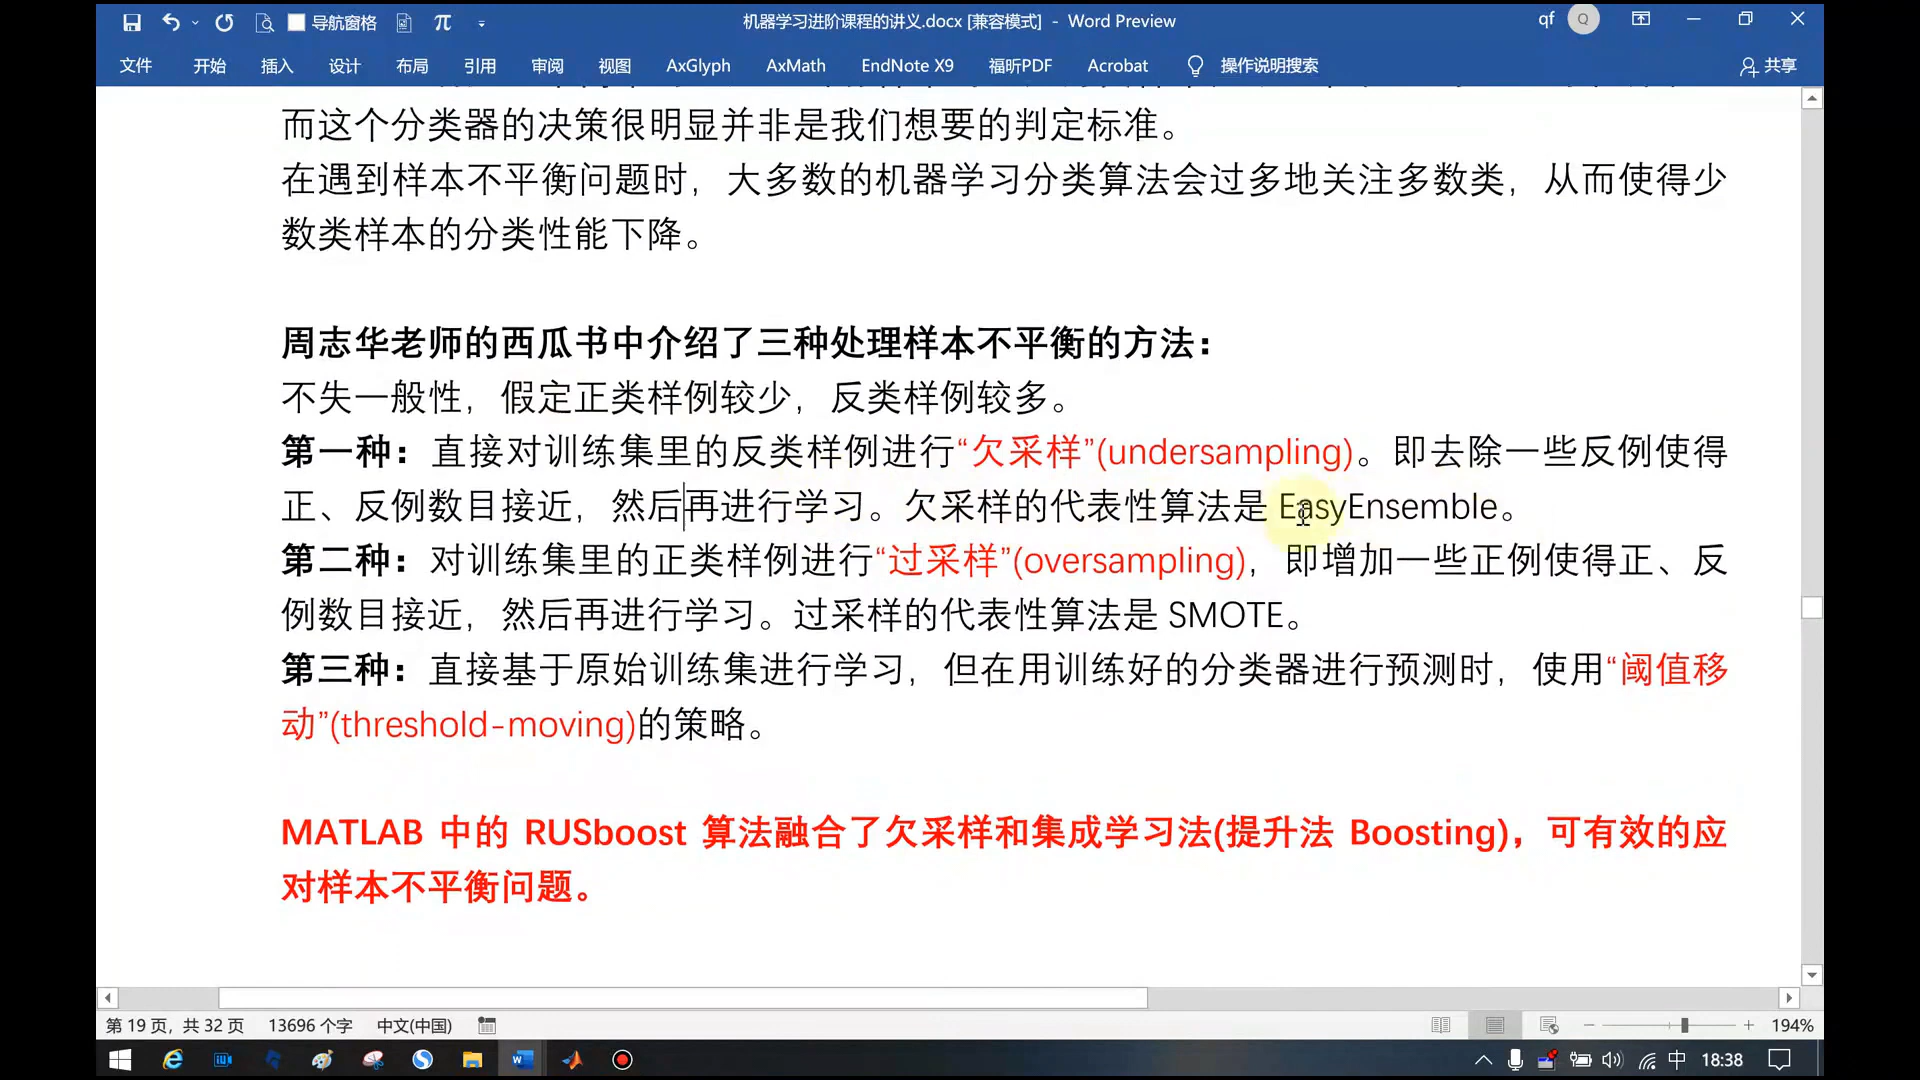 导航窗格
机器学习进阶课程的讲义.docx [兼容模式] - Word Preview
qf
Q
文件 开始 插入 设计 布局 引用 审阅 视图 AxGlyph AxMath EndNote X9 福昕PDF Acrobat 操作说明搜索 共享
而这个分类器的决策很明显并非是我们想要的判定标准。
在遇到样本不平衡问题时，大多数的机器学习分类算法会过多地关注多数类，从而使得少
数类样本的分类性能下降。
周志华老师的西瓜书中介绍了三种处理样本不平衡的方法：
不失一般性，假定正类样例较少，反类样例较多。
第一种：直接对训练集里的反类样例进行“欠采样”(undersampling)。即去除一些反例使得
正、反例数目接近，然后再进行学习。欠采样的代表性算法是 EasyEnsemble。
第二种：对训练集里的正类样例进行“过采样”(oversampling)，即增加一些正例使得正、反
例数目接近，然后再进行学习。过采样的代表性算法是 SMOTE。
第三种：直接基于原始训练集进行学习，但在用训练好的分类器进行预测时，使用“阈值移
动”(threshold-moving)的策略。
MATLAB 中的 RUSboost 算法融合了欠采样和集成学习法(提升法 Boosting)，可有效的应
对样本不平衡问题。
第 19 页，共 32 页 13696 个字 中文(中国) 194%
中 18:38